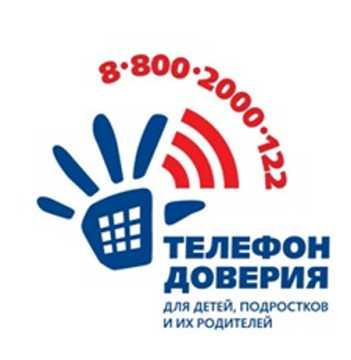 8·800·2000·122
ТЕЛЕФОН
ДОВЕРИЯ
ДЛЯ ДЕТЕЙ, ПОДРОСТКОВ
И ИХ РОДИТЕЛЕЙ